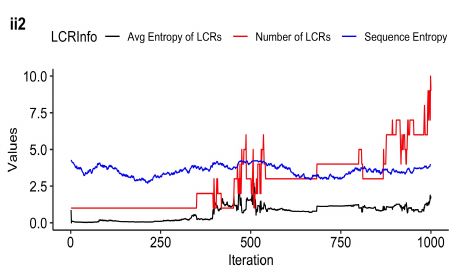 ii2
LCRInfo Avg Entropy of LCRs Number of LCRs Sequence Entropy
10.0
7.5
5.0
2.5
0.0
Values
0 250 500 750 1000
Iteration